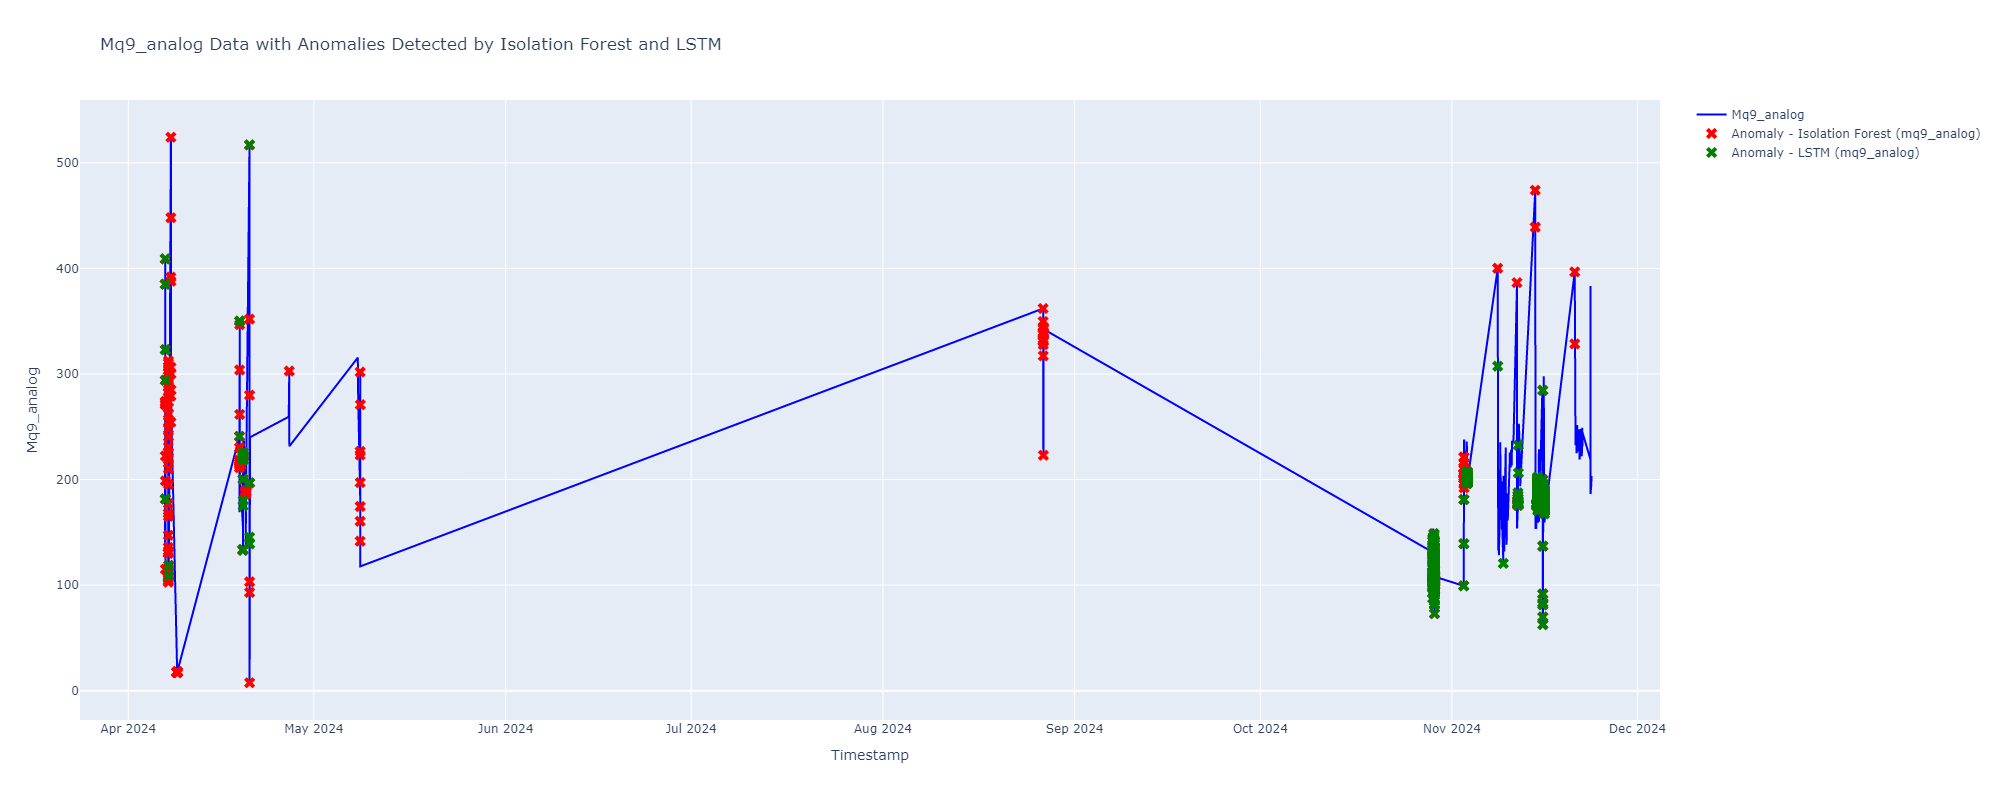 Mq9_analog Data with Anomalies Detected by Isolation Forest and LSTM
Mq9_analog
Anomaly - Isolation Forest (mq9_analog)
Anomaly - LSTM (mq9_analog)
500
400
300
200
100
0
Mq9_analog
Apr 2024
May 2024
Jun 2024
Jul 2024
Aug 2024
Sep 2024
Oct 2024
Nov 2024
Dec 2024
Timestamp